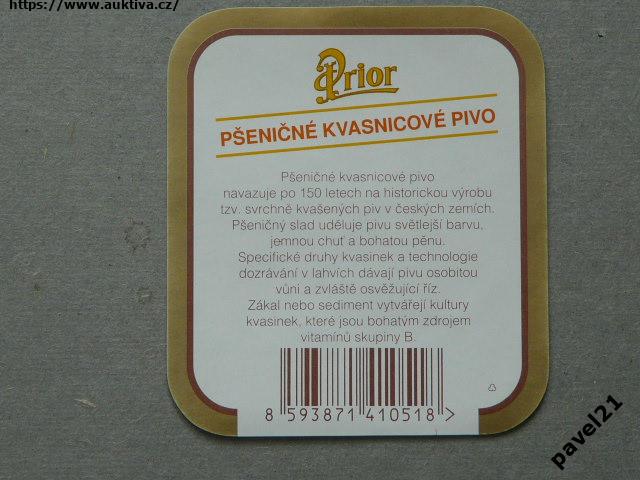 https://www.auktiva.cz/
Prior
PŠENIČNÉ KVASNICOVÉ PIVO
Pšeničné kvasnicové pivo
navazuje po 150 letech na historickou výrobu
tzv. svrchně kvašených piv v českých zemích.
Pšeničný slad uděluje pivu světlejší barvu,
jemnou chuť a bohatou pěnu.
Specifické druhy kvasinek a technologie
dozrávání v lahvích dávají pivu osobitou
vůni a zvláště osvěžující říz.
Zákal nebo sediment vytvářejí kultury
kvasinek, které jsou bohatým zdrojem
vitamínů skupiny B.
8 593871 410518 >
pavel21